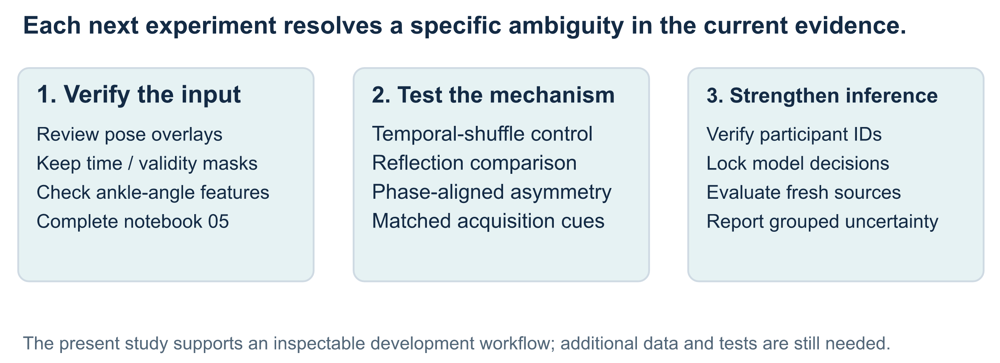 Each next experiment resolves a specific ambiguity in the current evidence.
1. Verify the input
Review pose overlays
Keep time / validity masks
Check ankle-angle features
Complete notebook 05
2. Test the mechanism
Temporal-shuffle control
Reflection comparison
Phase-aligned asymmetry
Matched acquisition cues
3. Strengthen inference
Verify participant IDs
Lock model decisions
Evaluate fresh sources
Report grouped uncertainty
The present study supports an inspectable development workflow; additional data and tests are still needed.